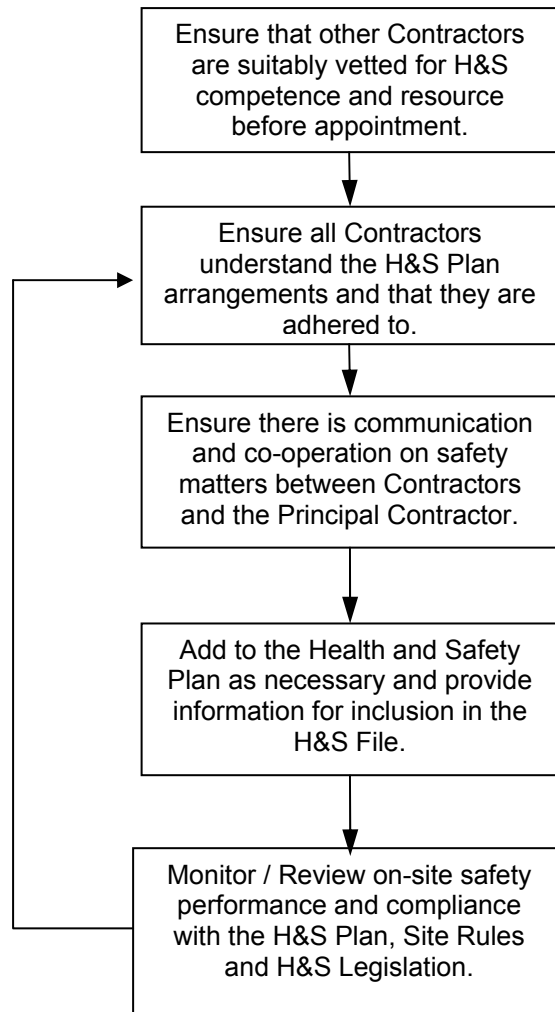 Ensure that other Contractors
are suitably vetted for H&S
competence and resource
before appointment.
Ensure all Contractors
understand the H&S Plan
arrangements and that they are
adhered to.
Ensure there is communication
and co-operation on safety
matters between Contractors
and the Principal Contractor.
Add to the Health and Safety
Plan as necessary and provide
information for inclusion in the
H&S File.
Monitor / Review on-site safety
performance and compliance
with the H&S Plan, Site Rules
and H&S Legislation.